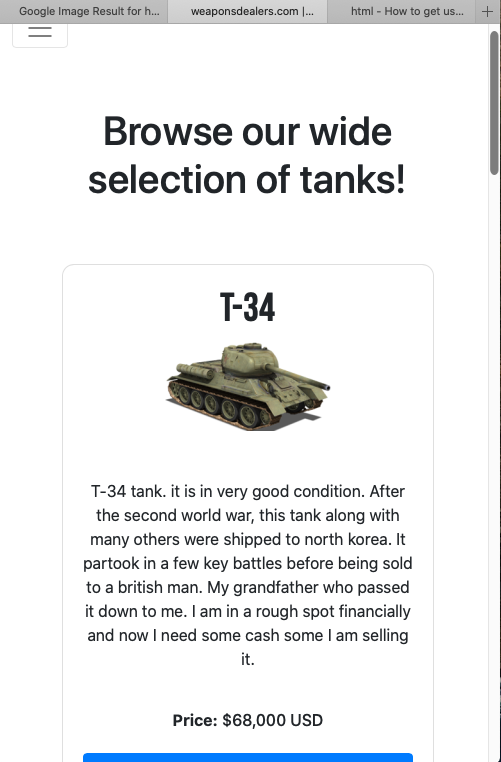 Google Image Result for h...
weaponsdealers.com |...
html - How to get us...
+
Browse our wide
selection of tanks!
T-34
T-34 tank. it is in very good condition. After
the second world war, this tank along with
many others were shipped to north korea. It
partook in a few key battles before being sold
to a british man. My grandfather who passed
it down to me. I am in a rough spot financially
and now I need some cash some I am selling
it.
Price: $68,000 USD